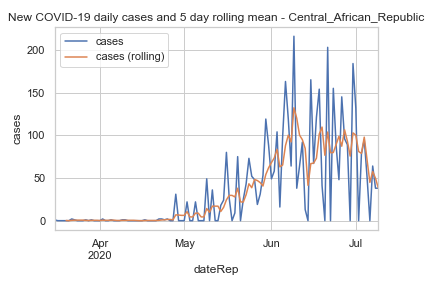 New COVID-19 daily cases and 5 day rolling mean - Central_African_Republic
cases
cases (rolling)
200
150
100
50
0
cases
Apr
2020
May
Jun
Jul
dateRep